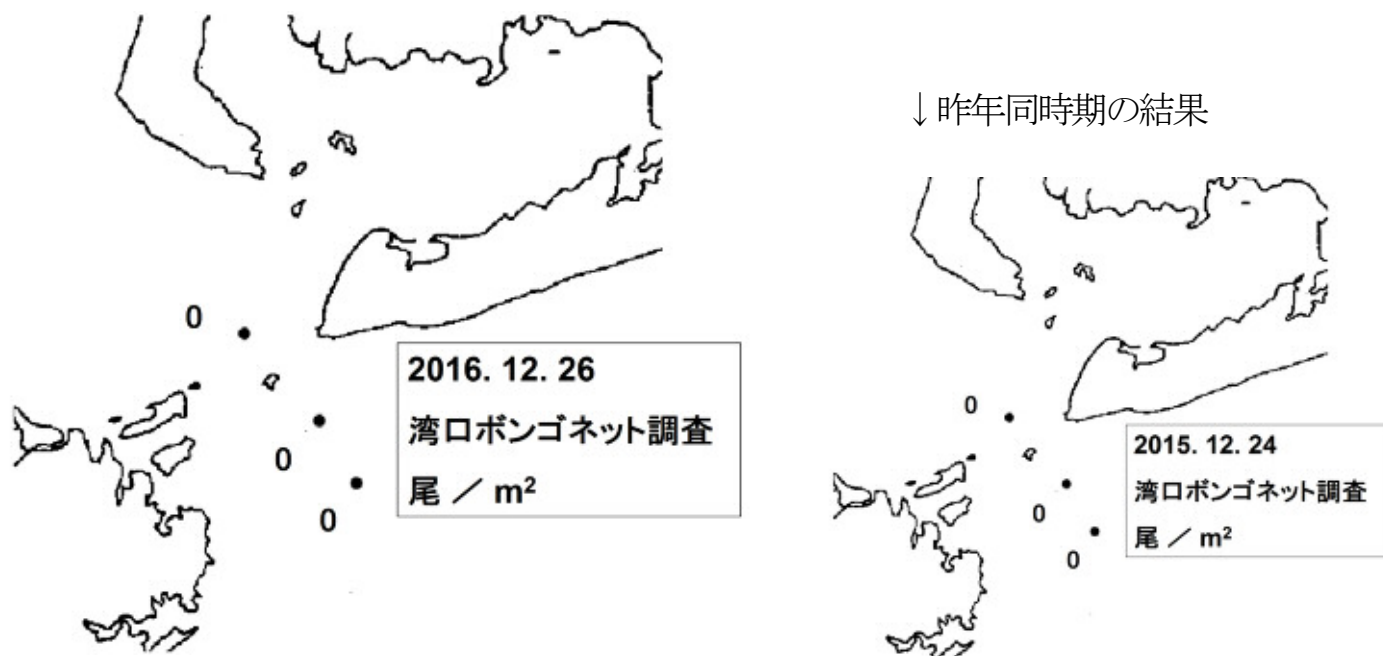 0
0
0
2016. 12. 26
湾口ボンゴネット調査
尾 ／ m²
↓昨年同時期の結果
0
0
0
2015. 12. 24
湾口ボンゴネット調査
尾 ／ m²